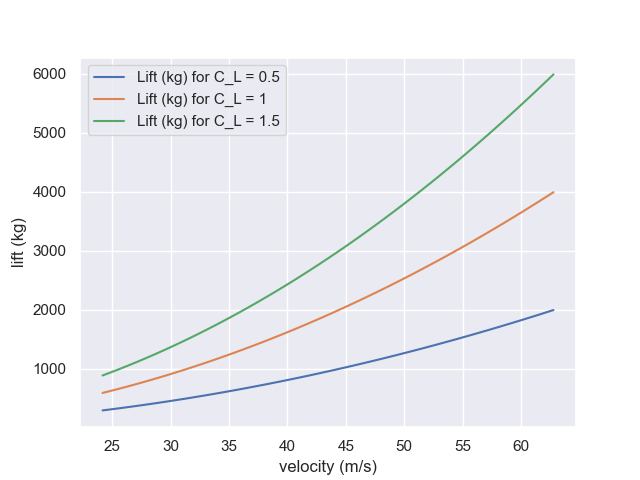 Lift (kg) for C_L = 0.5
Lift (kg) for C_L = 1
Lift (kg) for C_L = 1.5
6000
5000
4000
3000
2000
1000
lift (kg)
25 30 35 40 45 50 55 60
velocity (m/s)